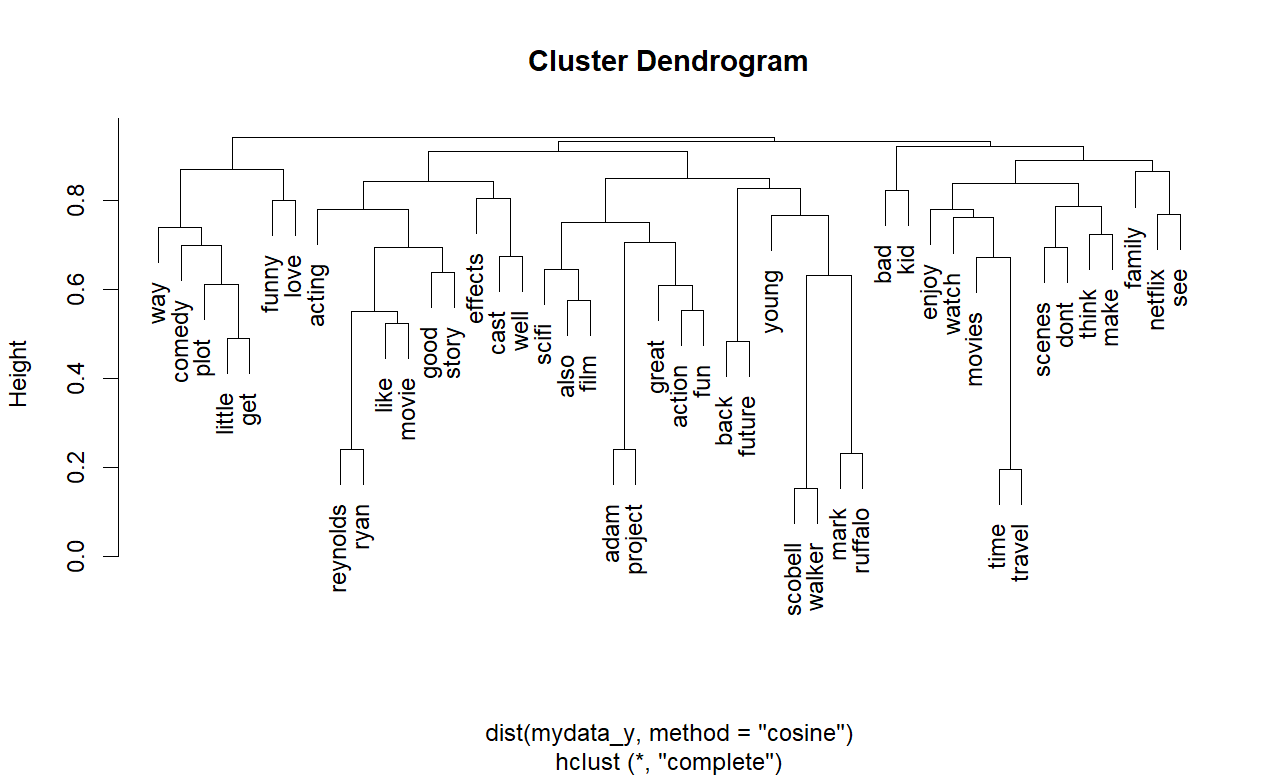 Cluster Dendrogram
Height
0.0
0.2
0.4
0.6
0.8
way
comedy
plot
little
get
funny
love
acting
reynolds
ryan
like
movie
good
story
effects
cast
well
scifi
also
film
adam
project
great
action
fun
back
future
young
scobell
walker
mark
ruffalo
bad
kid
enjoy
watch
movies
time
travel
scenes
dont
think
make
family
netflix
see
dist(mydata_y, method = "cosine")
hclust (*, "complete")